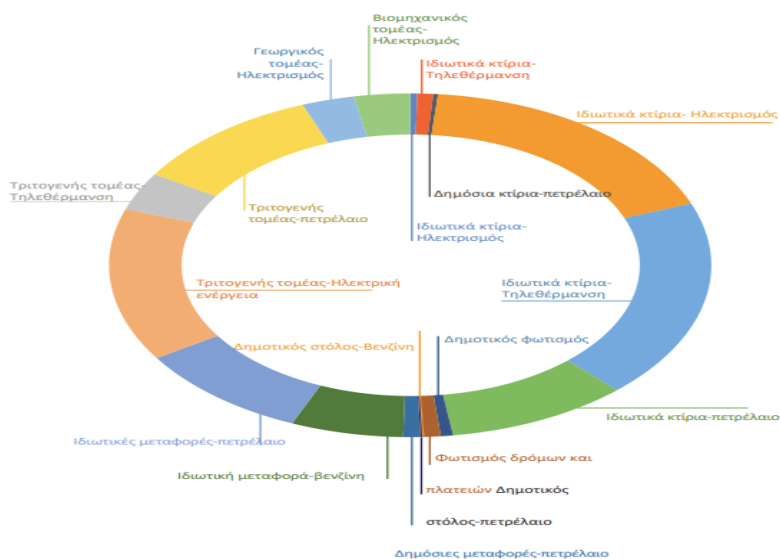 Βιομηχανικός
τομέας-
Ηλεκτρισμός
Γεωργικός
τομέας-
Ηλεκτρισμός
Ιδιωτικά κτίρια-
Τηλεθέρμανση
Ιδιωτικά κτίρια- Ηλεκτρισμός
Τριτογενής τομέας-
Τηλεθέρμανση
Τριτογενής
τομέας-πετρέλαιο
Δημόσια κτίρια-πετρέλαιο
Ιδιωτικά κτίρια-
Ηλεκτρισμός
Τριτογενής τομέας-Ηλεκτρική
ενέργεια
Ιδιωτικά κτίρια-
Τηλεθέρμανση
Δημοτικός στόλος-Βενζίνη
Δημοτικός φωτισμός
Ιδιωτικά κτίρια-πετρέλαιο
Ιδιωτικές μεταφορές-πετρέλαιο
Ιδιωτική μεταφορά-βενζίνη
Φωτισμός δρόμων και
πλατειών Δημοτικός
στόλος-πετρέλαιο
Δημόσιες μεταφορές-πετρέλαιο